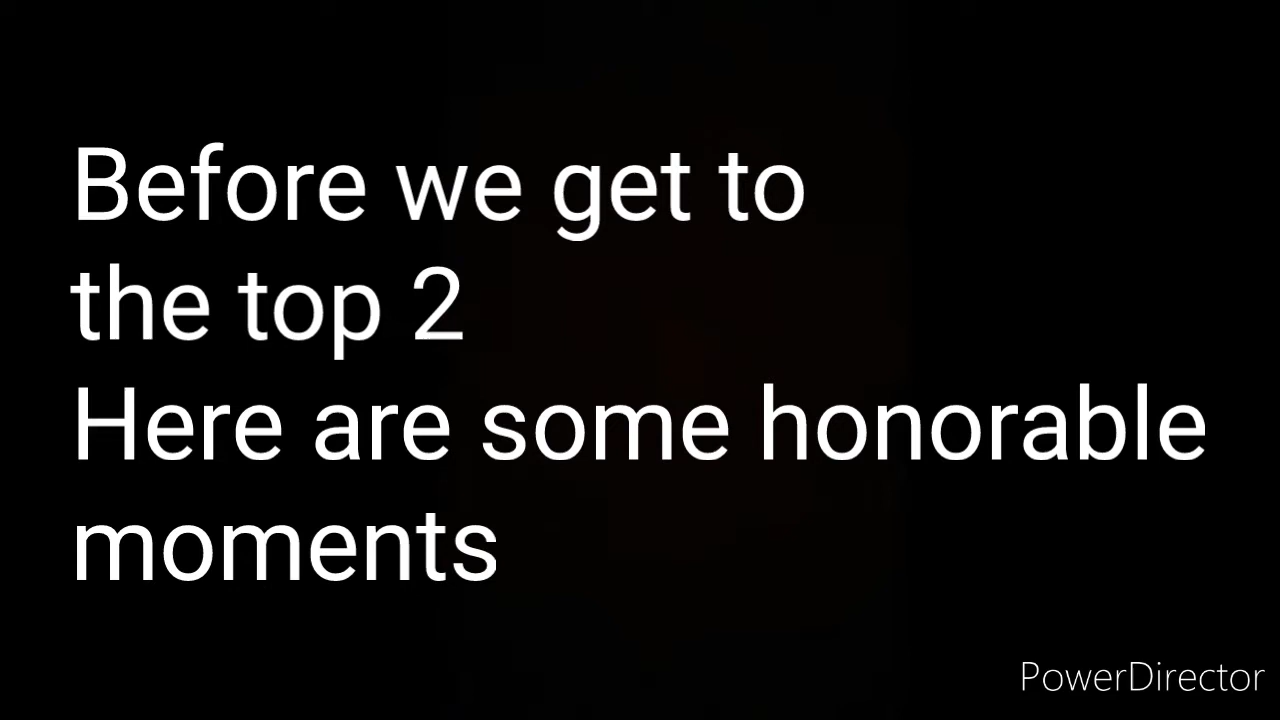 Before we get to
the top 2
Here are some honorable
moments
PowerDirector